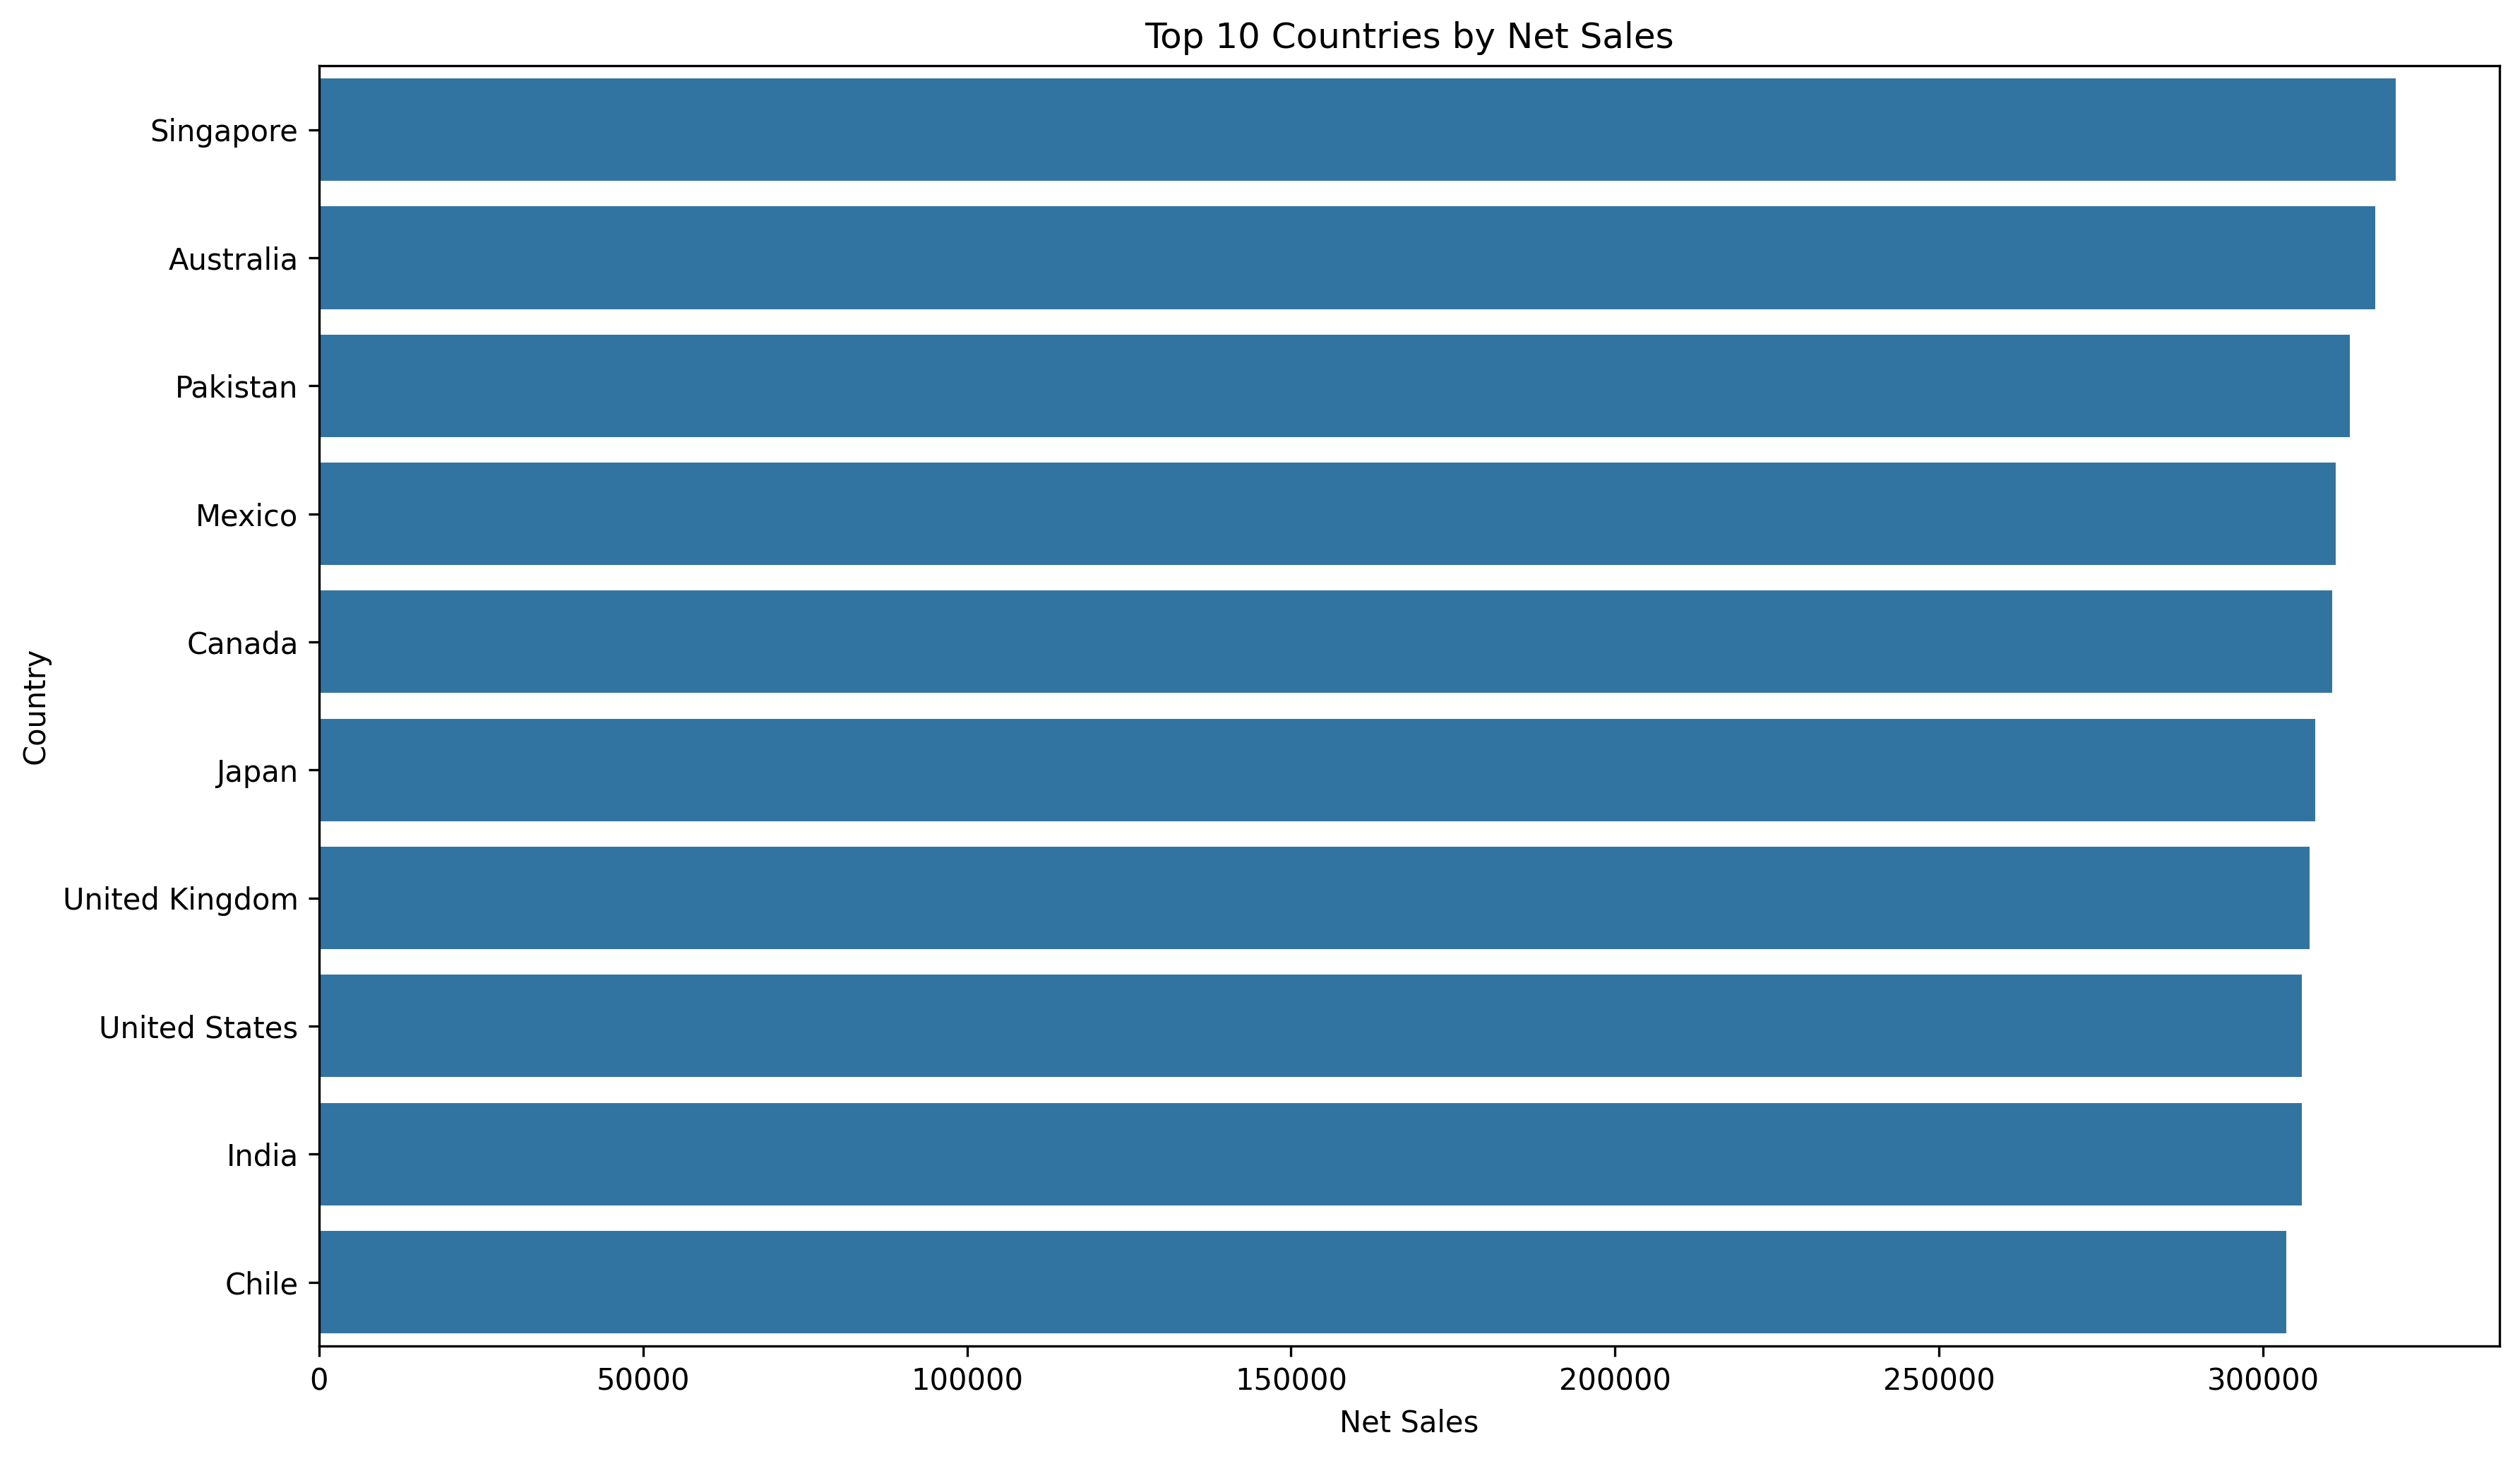 Top 10 Countries by Net Sales
Country
Singapore
Australia
Pakistan
Mexico
Canada
Japan
United Kingdom
United States
India
Chile
0 50000 100000 150000 200000 250000 300000
Net Sales